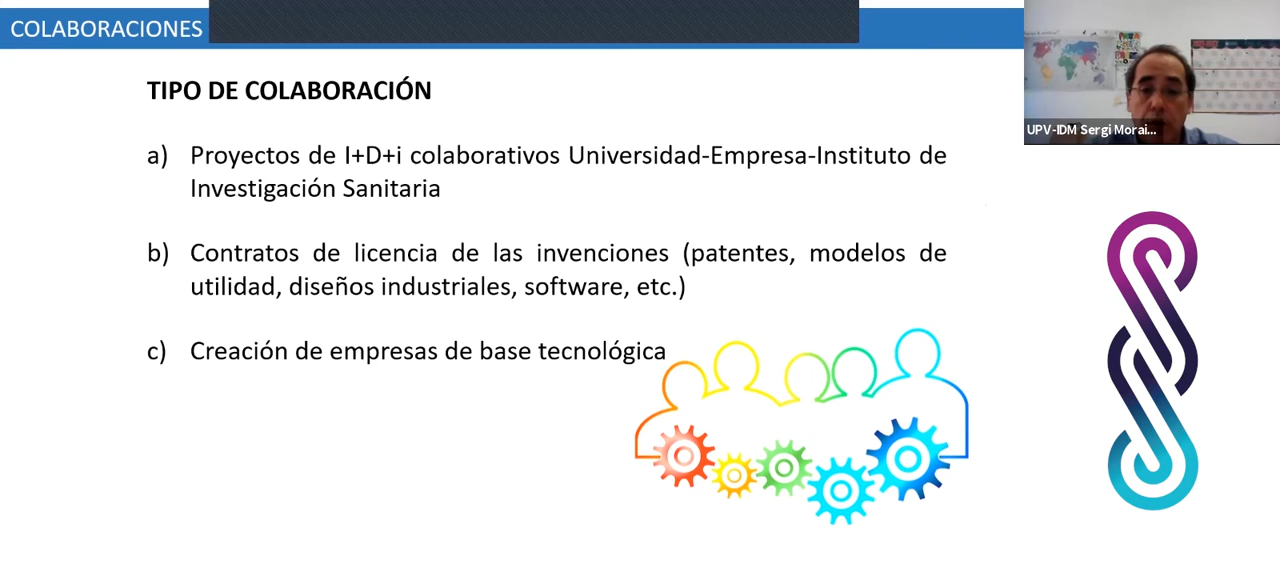 COLABORACIONES
TIPO DE COLABORACIÓN
a) Proyectos de I+D+i colaborativos Universidad-Empresa-Instituto de
Investigación Sanitaria
b) Contratos de licencia de las invenciones (patentes, modelos de
utilidad, diseños industriales, software, etc.)
c) Creación de empresas de base tecnológica
UPV-IDM Sergi Morai...